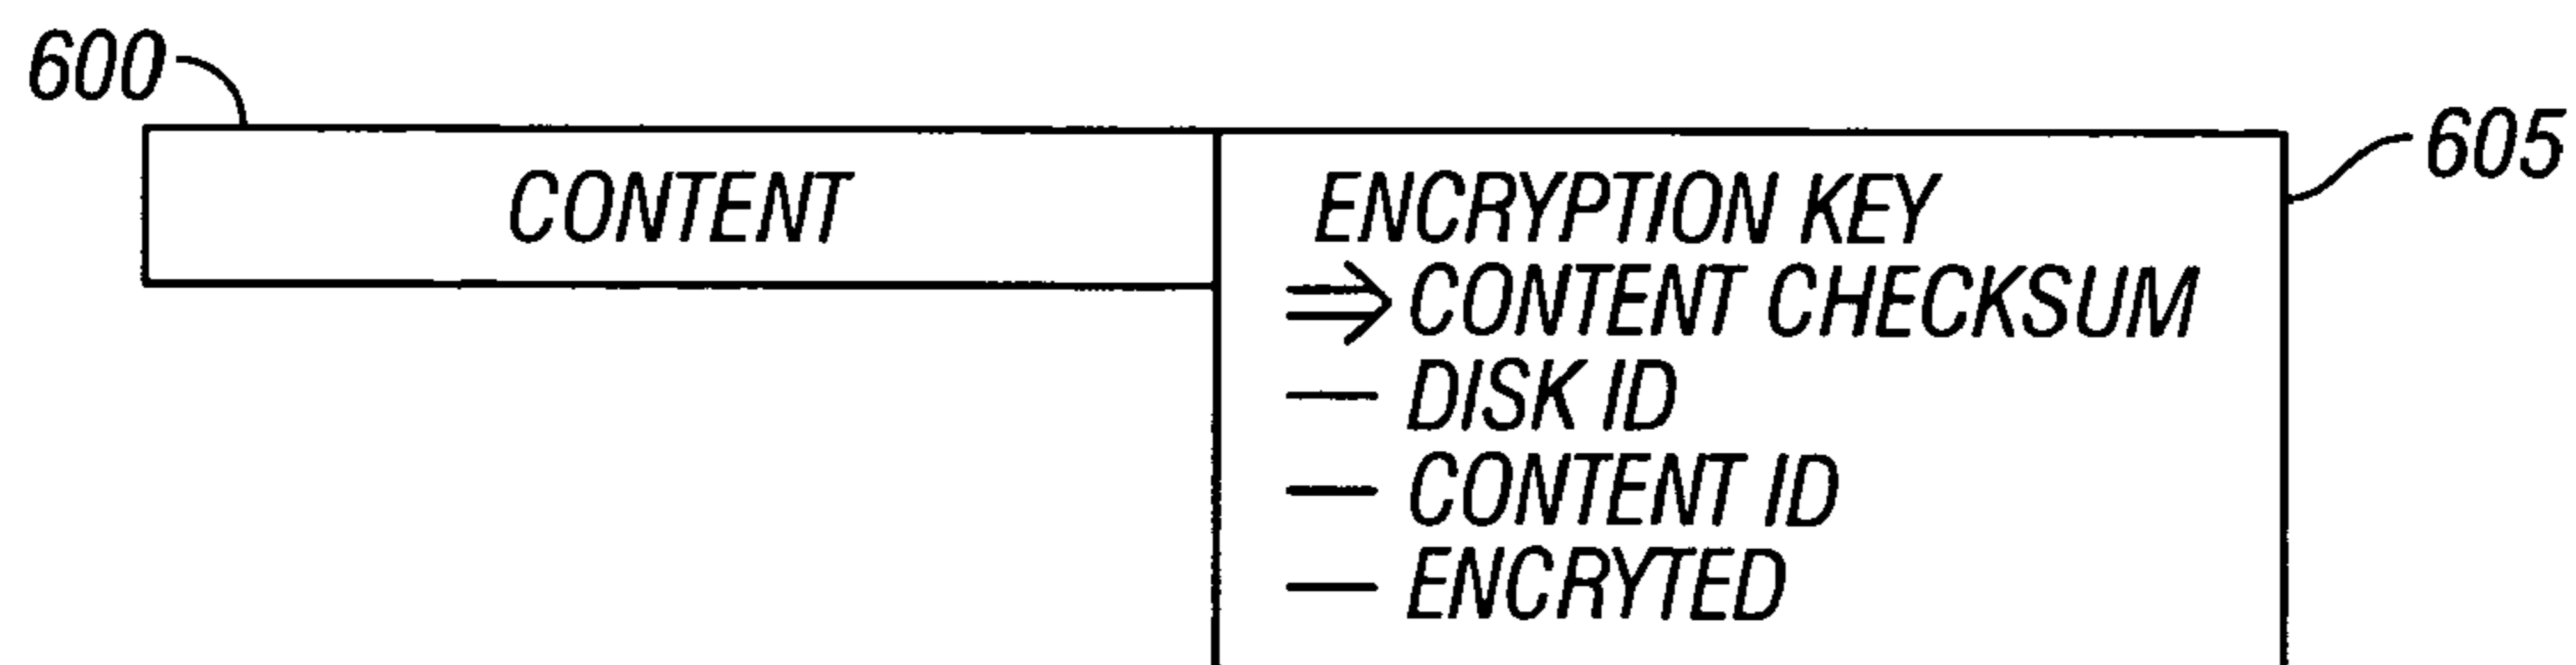 600
605
CONTENT
ENCRYPTION KEY
⇒ CONTENT CHECKSUM
— DISK ID
— CONTENT ID
— ENCRYTED